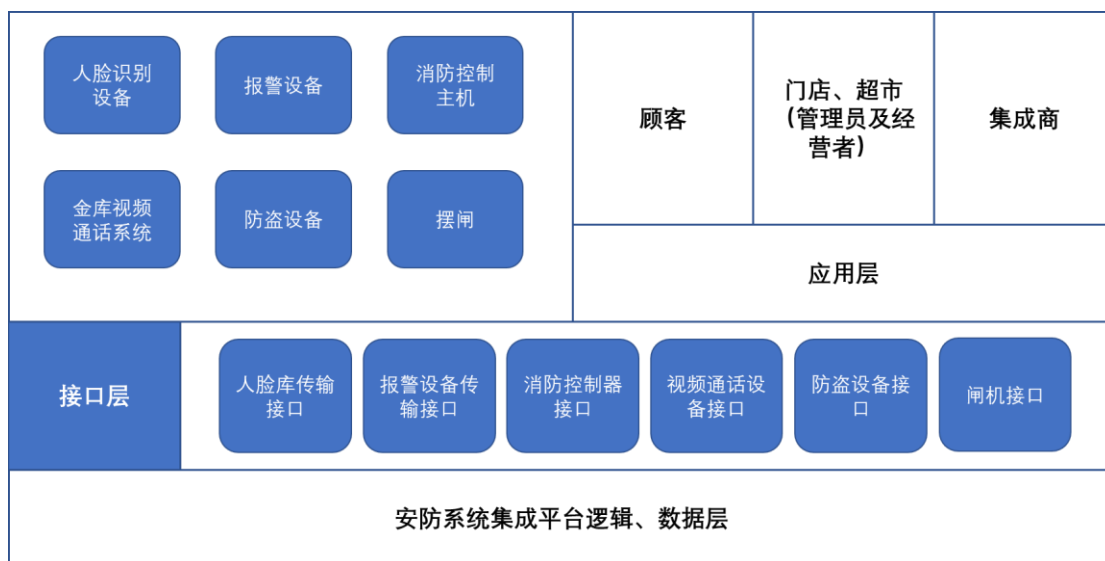 人脸识别
设备
报警设备
消防控制
主机
金库视频
通话系统
防盗设备
摆闸
顾客
门店、超市
(管理员及经
营者)
集成商
应用层
接口层
人脸库传输
接口
报警设备传
输接口
消防控制器
接口
视频通话设
备接口
防盗设备接
口
闸机接口
安防系统集成平台逻辑、数据层